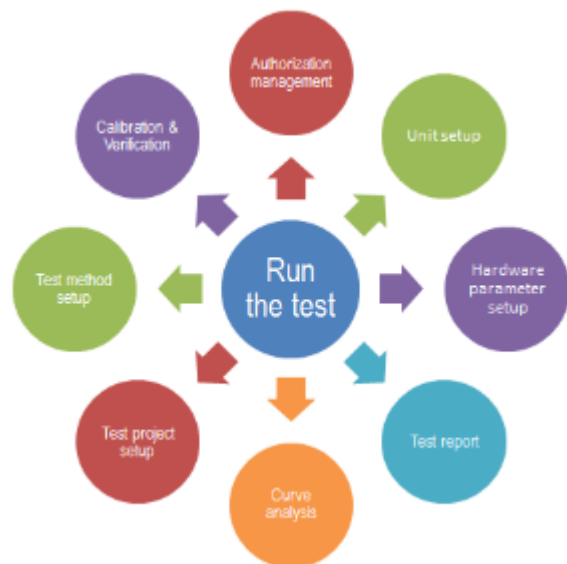 Authorization
management
Calibration &
Verification
Unit setup
Run
the test
Test method
setup
Hardware
parameter
setup
Test project
setup
Test report
Curve
analysis